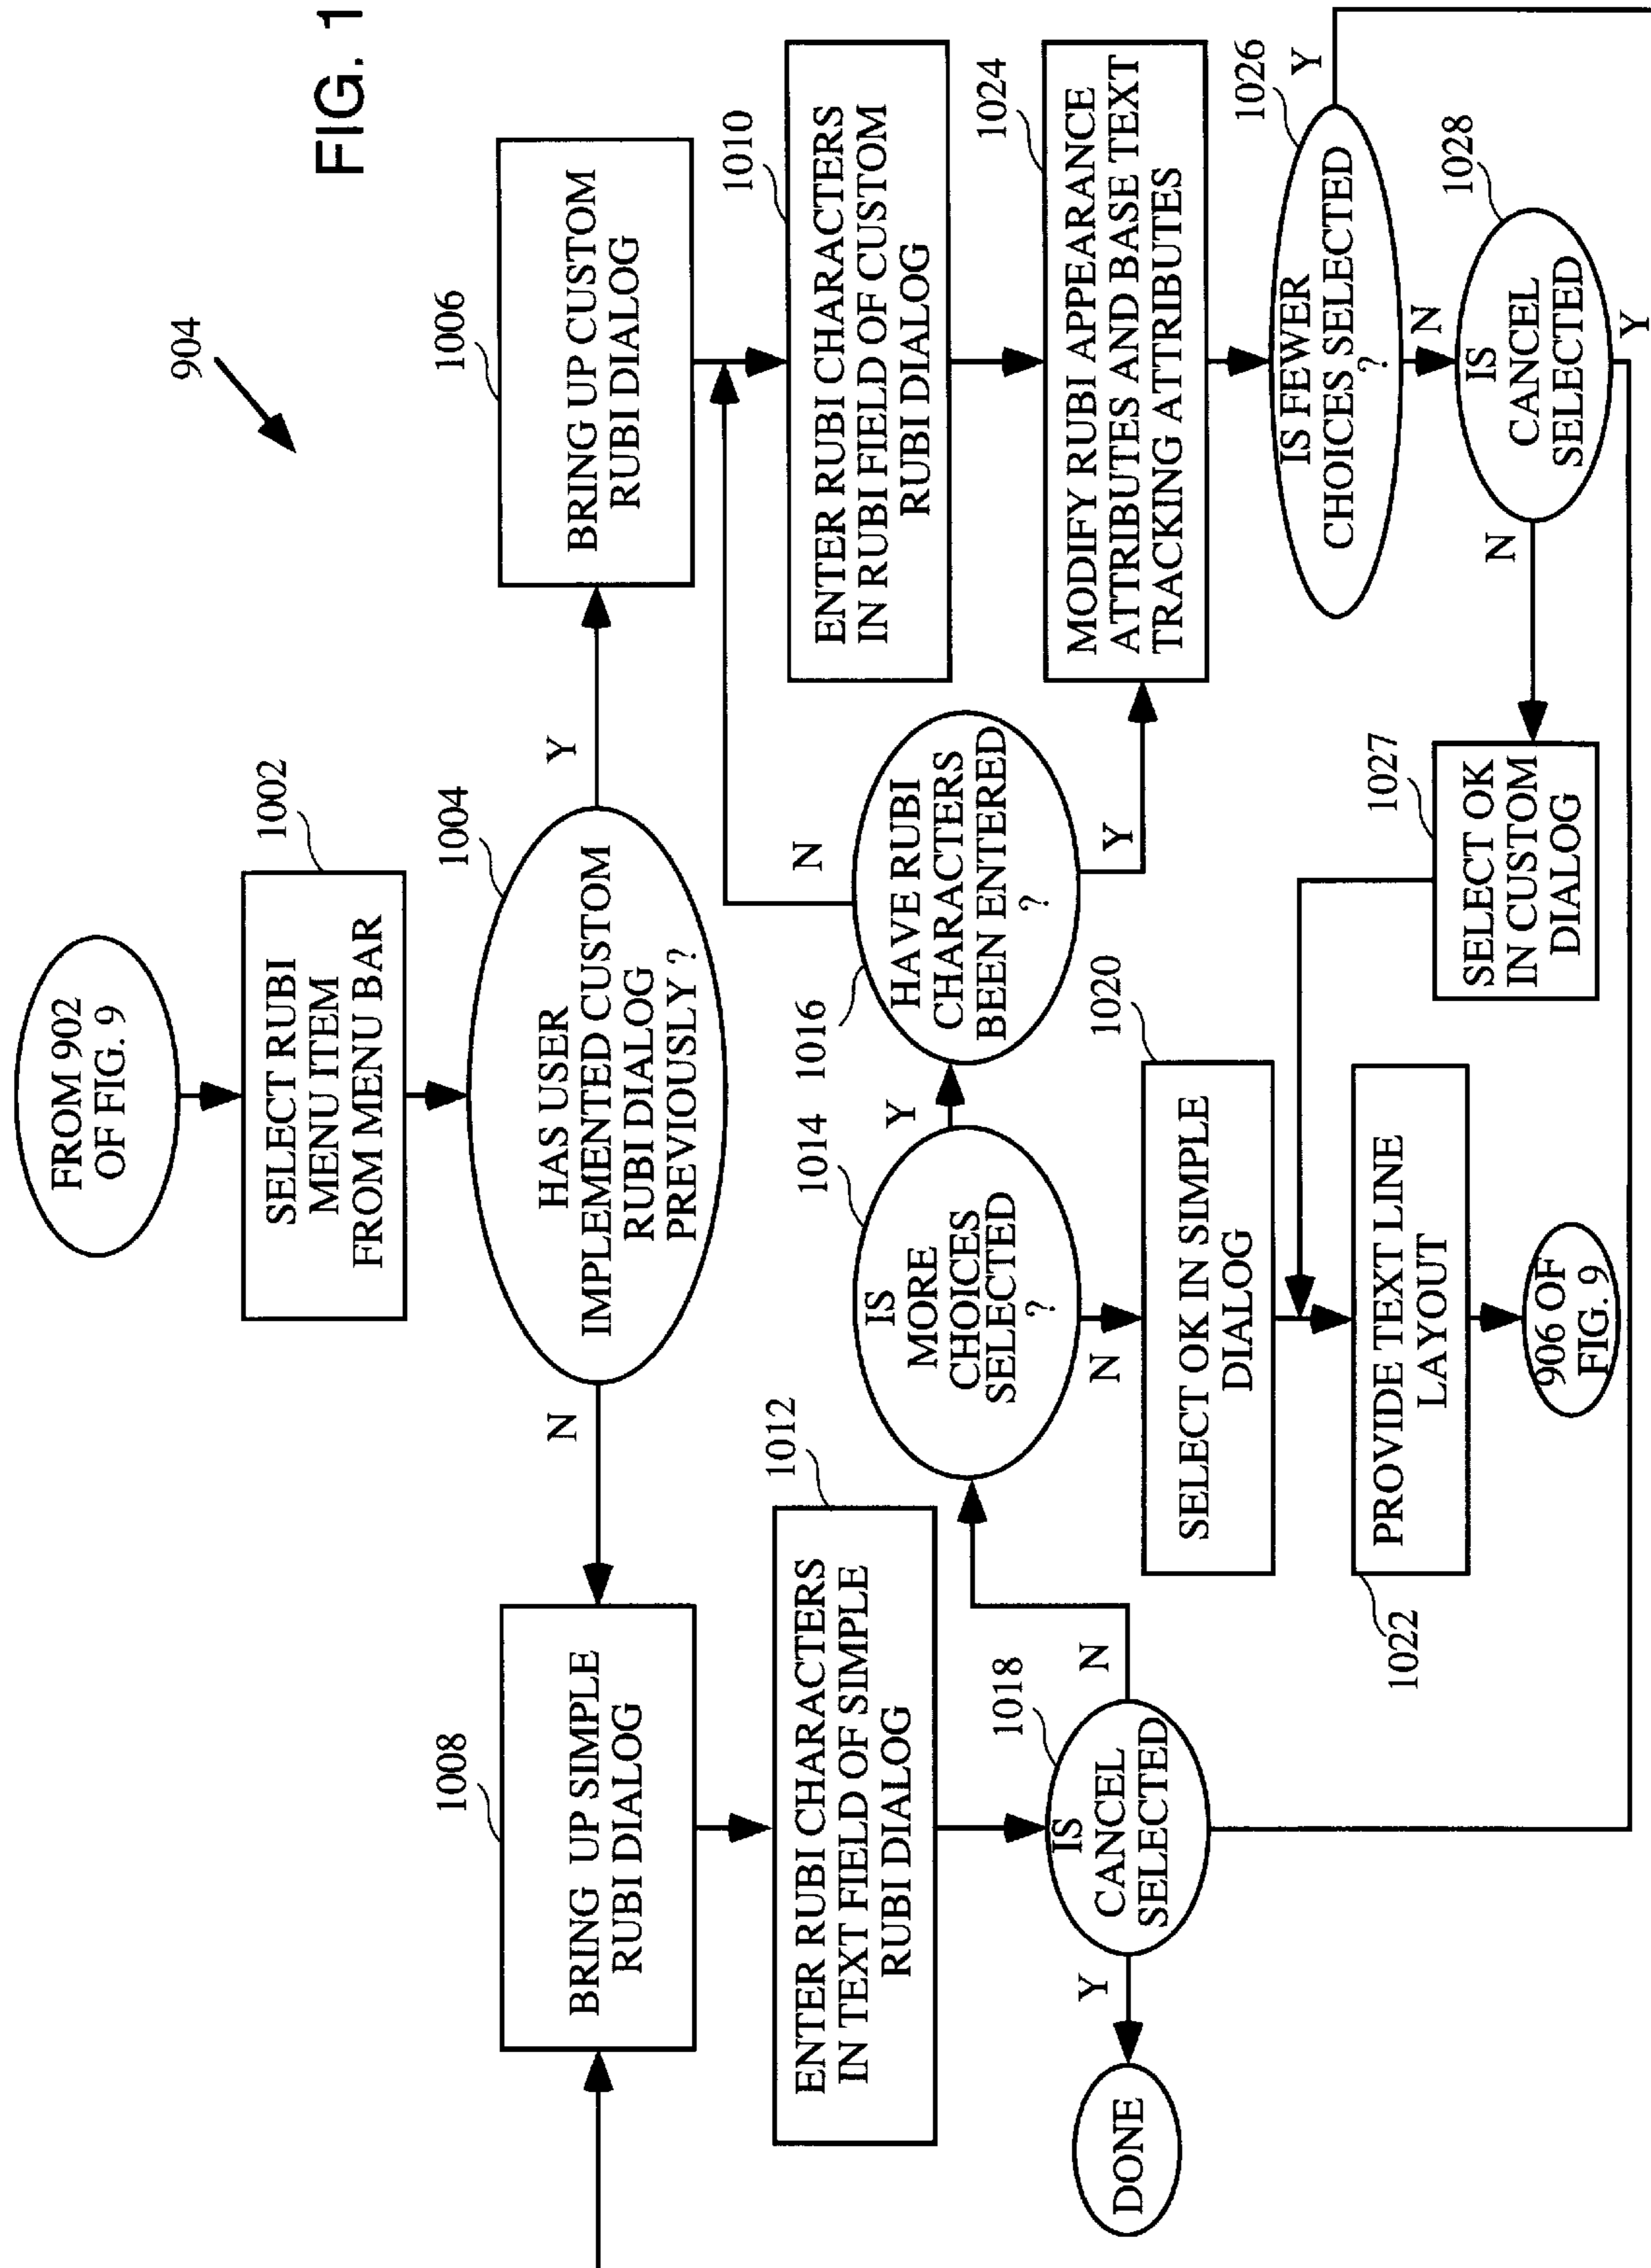 FIG. 1
904
FROM 902
OF FIG. 9
1002
SELECT RUBI
MENU ITEM
FROM MENU BAR
1004
HAS USER
IMPLEMENTED CUSTOM
RUBI DIALOG
PREVIOUSLY ?
N
Y
1008
BRING UP SIMPLE
RUBI DIALOG
1006
BRING UP CUSTOM
RUBI DIALOG
1012
ENTER RUBI CHARACTERS
IN TEXT FIELD OF SIMPLE
RUBI DIALOG
1010
ENTER RUBI CHARACTERS
IN RUBI FIELD OF CUSTOM
RUBI DIALOG
1018
IS
CANCEL
SELECTED
Y
N
DONE
1014
IS
MORE
CHOICES
SELECTED
?
Y
N
1016
HAVE RUBI
CHARACTERS
BEEN ENTERED
?
N
Y
1024
MODIFY RUBI APPEARANCE
ATTRIBUTES AND BASE TEXT
TRACKING ATTRIBUTES
1020
SELECT OK IN SIMPLE
DIALOG
1022
PROVIDE TEXT LINE
LAYOUT
906 OF
FIG. 9
1026
IS FEWER
CHOICES SELECTED
?
Y
N
1028
IS
CANCEL
SELECTED
N
Y
1027
SELECT OK
IN CUSTOM
DIALOG